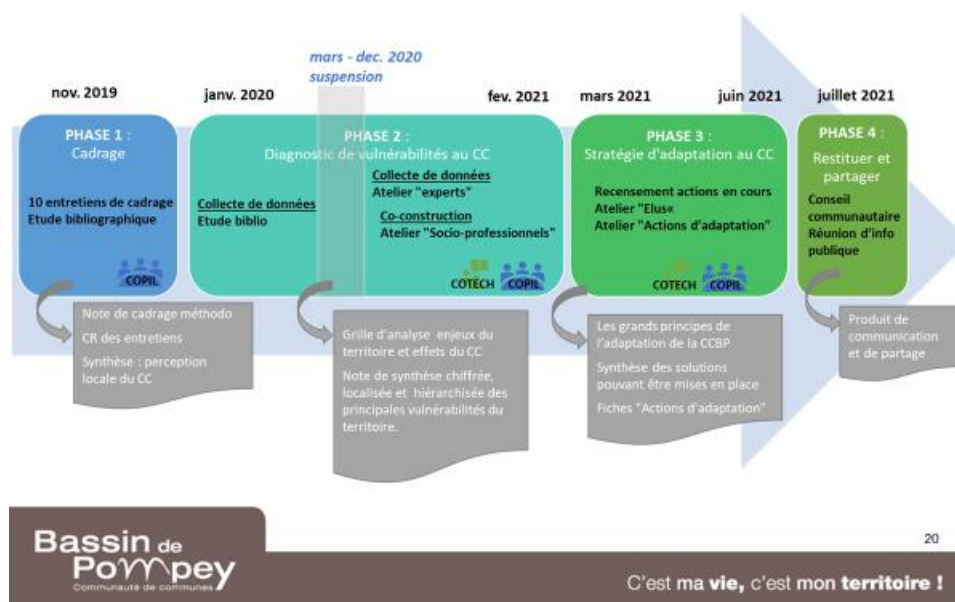 mars - dec. 2020
suspension
nov. 2019
janv. 2020
fev. 2021
mars 2021
juin 2021
juillet 2021
PHASE 1 :
Cadrage
10 entretiens de cadrage
Etude bibliographique
COPIL
PHASE 2 :
Diagnostic de vulnérabilités au CC
Collecte de données
Etude biblio
Collecte de données
Atelier "experts"
Co-construction
Atelier "Socio-professionnels"
COTECH
COPIL
PHASE 3 :
Stratégie d'adaptation au CC
Recensement actions en cours
Atelier "Elus«
Atelier "Actions d'adaptation"
COTECH
COPIL
PHASE 4 :
Restituer et
partager
Conseil
communautaire
Réunion d'info
publique
Note de cadrage méthodo
CR des entretiens
Synthèse : perception
locale du CC
Grille d'analyse enjeux du
territoire et effets du CC
Note de synthèse chiffrée,
localisée et hiérarchisée des
principales vulnérabilités du
territoire.
Les grands principes de
l'adaptation de la CCBP
Synthèse des solutions
pouvant être mises en place
Fiches "Actions d'adaptation"
Produit de
communication
et de partage
20
Bassin de
Pompey
Communauté de communes
C'est ma vie, c'est mon territoire !